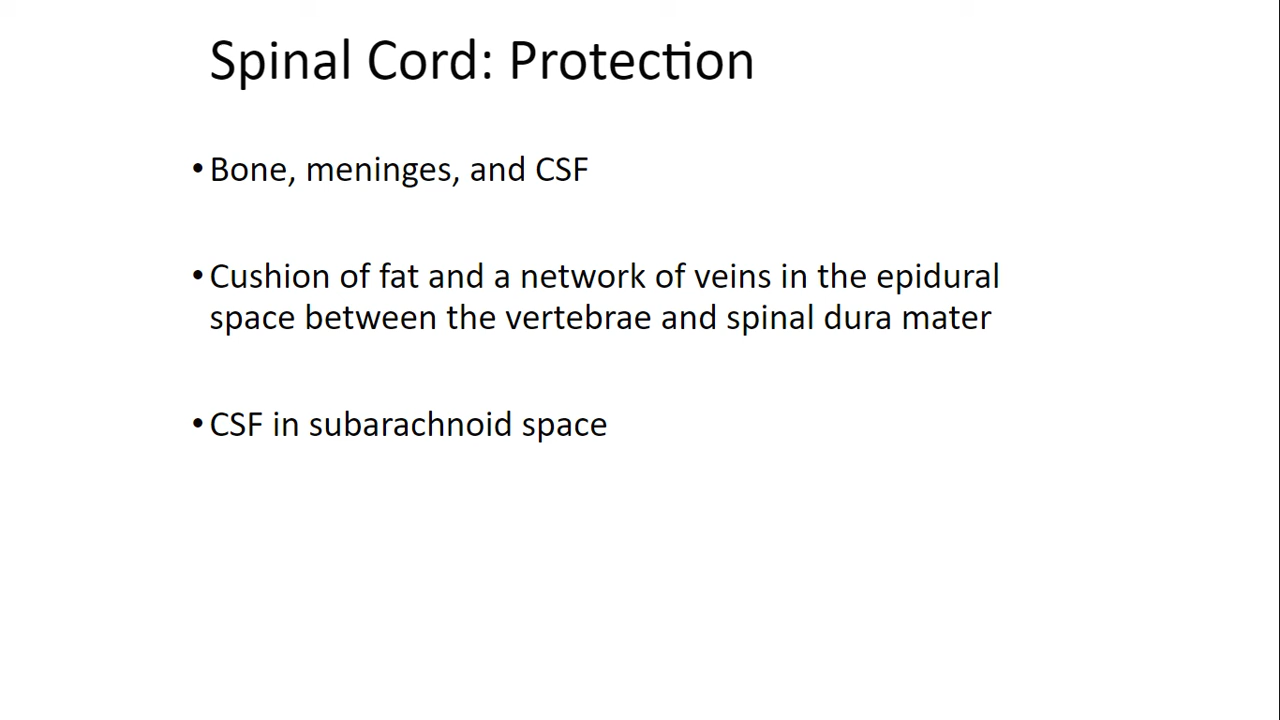 Spinal Cord: Protection
• Bone, meninges, and CSF
• Cushion of fat and a network of veins in the epidural
space between the vertebrae and spinal dura mater
• CSF in subarachnoid space